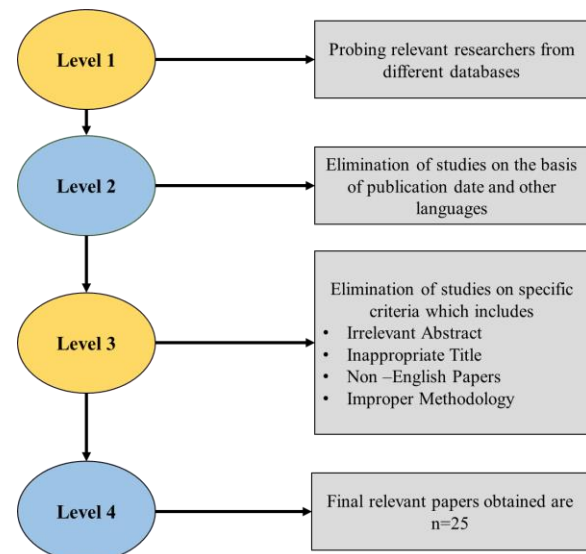 Level 1
Probing relevant researchers from
different databases
Level 2
Elimination of studies on the basis
of publication date and other
languages
Level 3
Elimination of studies on specific
criteria which includes
• Irrelevant Abstract
• Inappropriate Title
• Non –English Papers
• Improper Methodology
Level 4
Final relevant papers obtained are
n=25